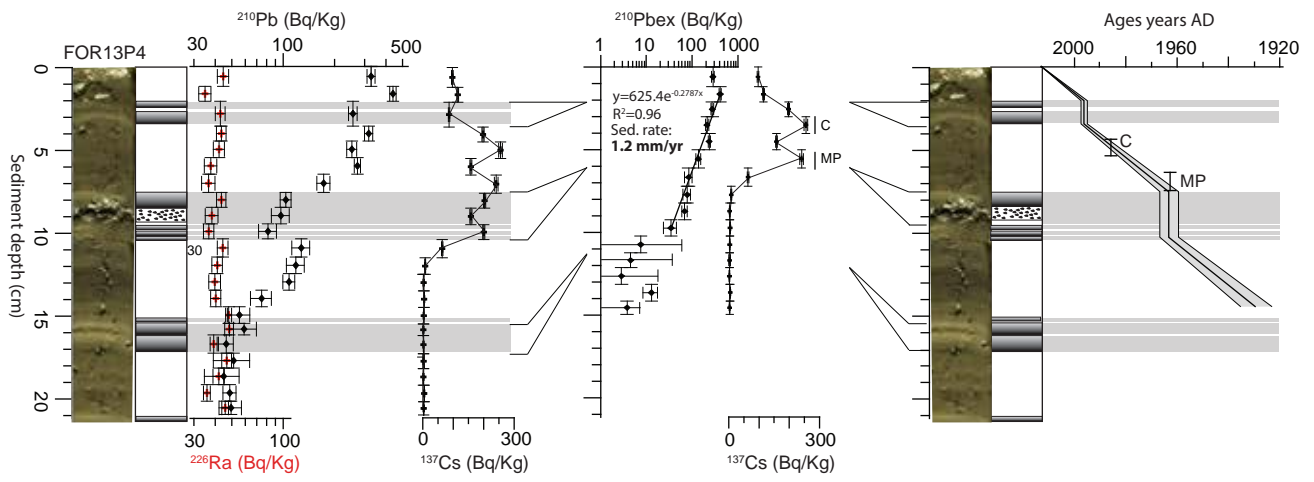 FOR13P4
²¹⁰Pb (Bq/Kg)
30 100 500
²¹⁰Pbex (Bq/Kg)
1 10 100 1000
Ages years AD
2000 1960 1920
Sediment depth (cm)
0
5
10
15
20
30
y=625.4e⁻⁰·²⁷⁸⁷ˣ
R²=0.96
Sed. rate:
1.2 mm/yr
C
MP
C
MP
30 100
²²⁶Ra (Bq/Kg)
0 300
¹³⁷Cs (Bq/Kg)
0 300
¹³⁷Cs (Bq/Kg)